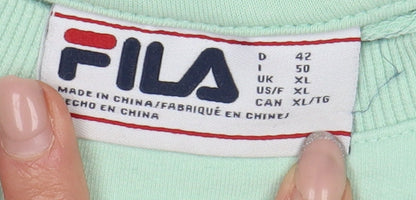 FILA
D 42
I 50
UK XL
US/F XL
CAN XL/TG
MADE IN CHINA/FABRIQUÉ EN CHINE/
HECHO EN CHINA